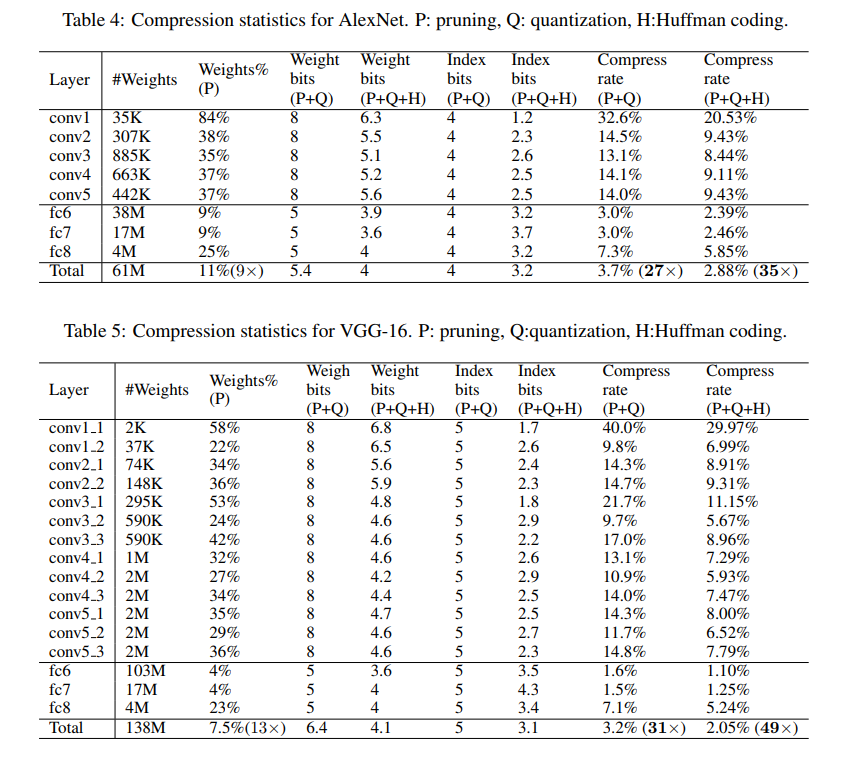 Table 4: Compression statistics for AlexNet. P: pruning, Q: quantization, H:Huffman coding.
Layer #Weights Weights% (P) Weight bits (P+Q) Weight bits (P+Q+H) Index bits (P+Q) Index bits (P+Q+H) Compress rate (P+Q) Compress rate (P+Q+H)
conv1 35K 84% 8 6.3 4 1.2 32.6% 20.53%
conv2 307K 38% 8 5.5 4 2.3 14.5% 9.43%
conv3 885K 35% 8 5.1 4 2.6 13.1% 8.44%
conv4 663K 37% 8 5.2 4 2.5 14.1% 9.11%
conv5 442K 37% 8 5.6 4 2.5 14.0% 9.43%
fc6 38M 9% 5 3.9 4 3.2 3.0% 2.39%
fc7 17M 9% 5 3.6 4 3.7 3.0% 2.46%
fc8 4M 25% 5 4 4 3.2 7.3% 5.85%
Total 61M 11%(9×) 5.4 4 4 3.2 3.7% (27×) 2.88% (35×)
Table 5: Compression statistics for VGG-16. P: pruning, Q:quantization, H:Huffman coding.
Layer #Weights Weights% (P) Weigh bits (P+Q) Weight bits (P+Q+H) Index bits (P+Q) Index bits (P+Q+H) Compress rate (P+Q) Compress rate (P+Q+H)
conv1_1 2K 58% 8 6.8 5 1.7 40.0% 29.97%
conv1_2 37K 22% 8 6.5 5 2.6 9.8% 6.99%
conv2_1 74K 34% 8 5.6 5 2.4 14.3% 8.91%
conv2_2 148K 36% 8 5.9 5 2.3 14.7% 9.31%
conv3_1 295K 53% 8 4.8 5 1.8 21.7% 11.15%
conv3_2 590K 24% 8 4.6 5 2.9 9.7% 5.67%
conv3_3 590K 42% 8 4.6 5 2.2 17.0% 8.96%
conv4_1 1M 32% 8 4.6 5 2.6 13.1% 7.29%
conv4_2 2M 27% 8 4.2 5 2.9 10.9% 5.93%
conv4_3 2M 34% 8 4.4 5 2.5 14.0% 7.47%
conv5_1 2M 35% 8 4.7 5 2.5 14.3% 8.00%
conv5_2 2M 29% 8 4.6 5 2.7 11.7% 6.52%
conv5_3 2M 36% 8 4.6 5 2.3 14.8% 7.79%
fc6 103M 4% 5 3.6 5 3.5 1.6% 1.10%
fc7 17M 4% 5 4 5 4.3 1.5% 1.25%
fc8 4M 23% 5 4 5 3.4 7.1% 5.24%
Total 138M 7.5%(13×) 6.4 4.1 5 3.1 3.2% (31×) 2.05% (49×)